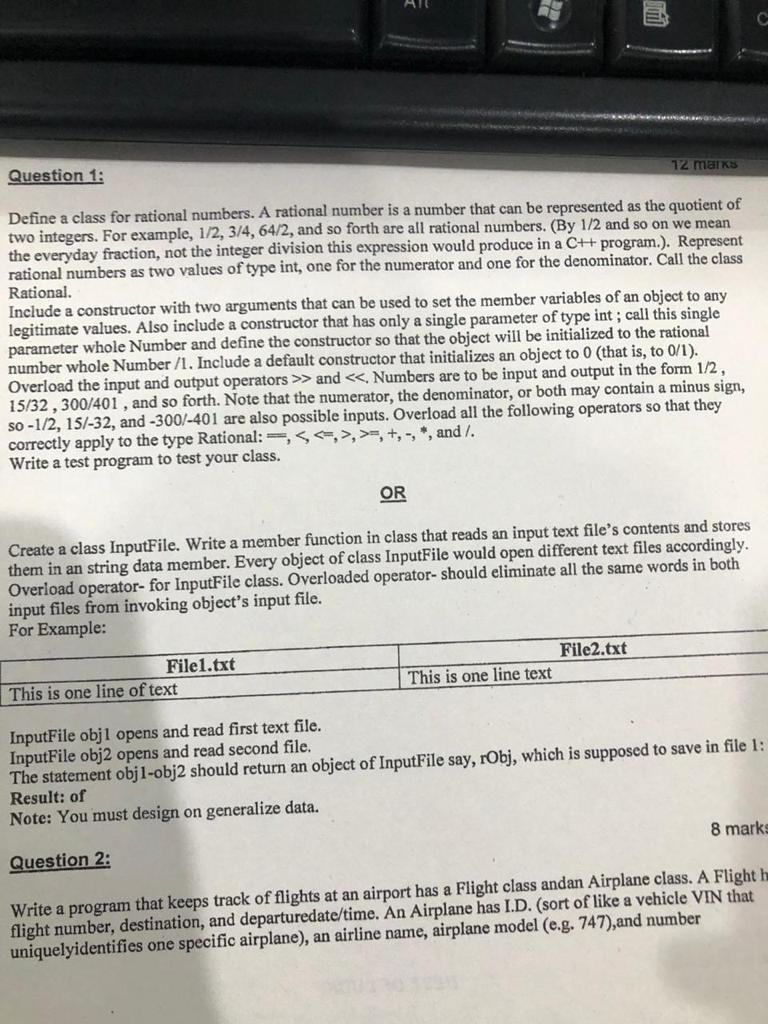 Alt
12 marks
Question 1:
Define a class for rational numbers. A rational number is a number that can be represented as the quotient of
two integers. For example, 1/2, 3/4, 64/2, and so forth are all rational numbers. (By 1/2 and so on we mean
the everyday fraction, not the integer division this expression would produce in a C++ program.). Represent
rational numbers as two values of type int, one for the numerator and one for the denominator. Call the class
Rational.
Include a constructor with two arguments that can be used to set the member variables of an object to any
legitimate values. Also include a constructor that has only a single parameter of type int ; call this single
parameter whole Number and define the constructor so that the object will be initialized to the rational
number whole Number /1. Include a default constructor that initializes an object to 0 (that is, to 0/1).
Overload the input and output operators >> and <<. Numbers are to be input and output in the form 1/2 ,
15/32 , 300/401 , and so forth. Note that the numerator, the denominator, or both may contain a minus sign,
so -1/2, 15/-32, and -300/-401 are also possible inputs. Overload all the following operators so that they
correctly apply to the type Rational: ==, <, <=, >, >=, +, -, *, and /.
Write a test program to test your class.
OR
Create a class InputFile. Write a member function in class that reads an input text file's contents and stores
them in an string data member. Every object of class InputFile would open different text files accordingly.
Overload operator- for InputFile class. Overloaded operator- should eliminate all the same words in both
input files from invoking object's input file.
For Example:
File1.txt File2.txt
This is one line of text This is one line text
InputFile obj1 opens and read first text file.
InputFile obj2 opens and read second file.
The statement obj1-obj2 should return an object of InputFile say, rObj, which is supposed to save in file 1:
Result: of
Note: You must design on generalize data.
8 marks
Question 2:
Write a program that keeps track of flights at an airport has a Flight class andan Airplane class. A Flight h
flight number, destination, and departuredate/time. An Airplane has I.D. (sort of like a vehicle VIN that
uniquelyidentifies one specific airplane), an airline name, airplane model (e.g. 747),and number